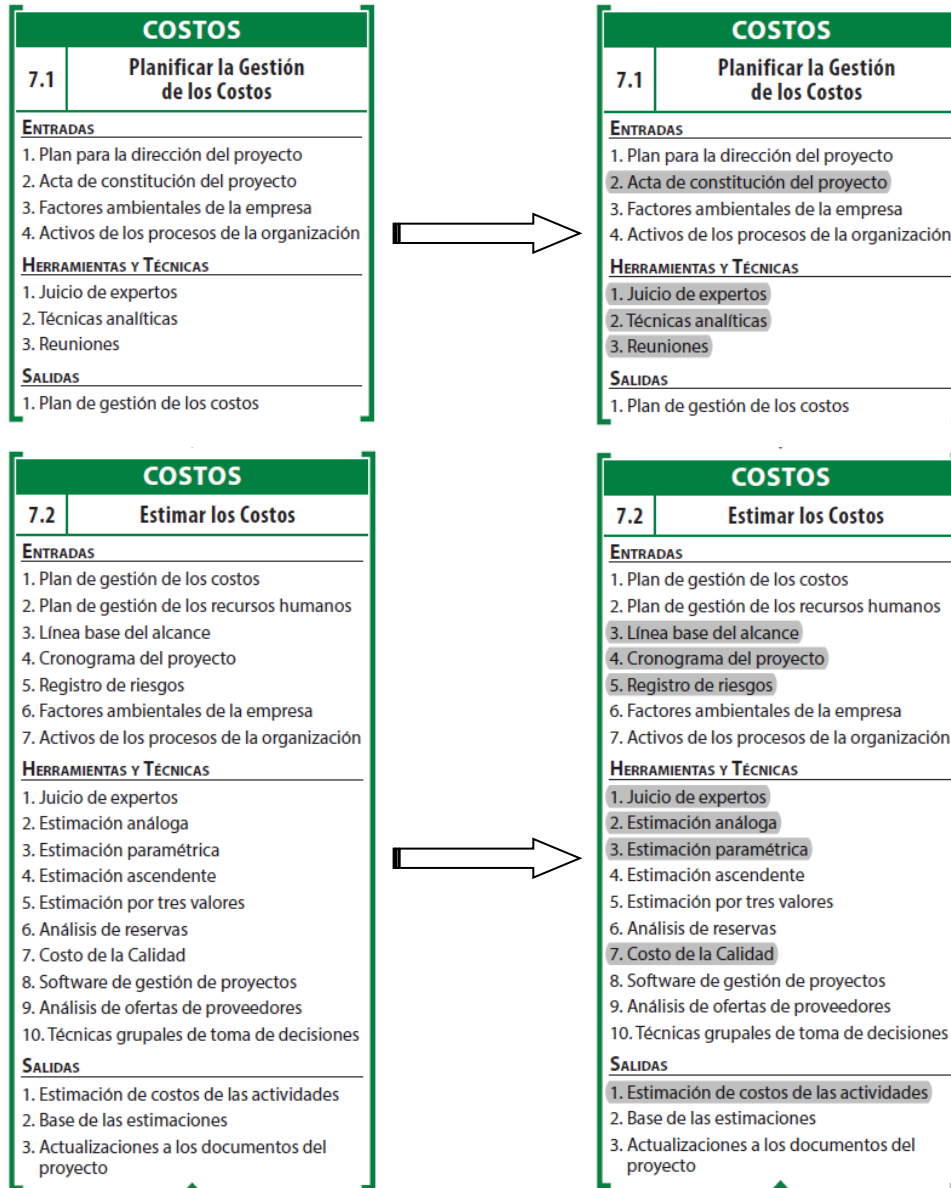 COSTOS
7.1
Planificar la Gestión
de los Costos
ENTRADAS
1. Plan para la dirección del proyecto
2. Acta de constitución del proyecto
3. Factores ambientales de la empresa
4. Activos de los procesos de la organización
HERRAMIENTAS Y TÉCNICAS
1. Juicio de expertos
2. Técnicas analíticas
3. Reuniones
SALIDAS
1. Plan de gestión de los costos
COSTOS
7.1
Planificar la Gestión
de los Costos
ENTRADAS
1. Plan para la dirección del proyecto
2. Acta de constitución del proyecto
3. Factores ambientales de la empresa
4. Activos de los procesos de la organización
HERRAMIENTAS Y TÉCNICAS
1. Juicio de expertos
2. Técnicas analíticas
3. Reuniones
SALIDAS
1. Plan de gestión de los costos
COSTOS
7.2
Estimar los Costos
ENTRADAS
1. Plan de gestión de los costos
2. Plan de gestión de los recursos humanos
3. Línea base del alcance
4. Cronograma del proyecto
5. Registro de riesgos
6. Factores ambientales de la empresa
7. Activos de los procesos de la organización
HERRAMIENTAS Y TÉCNICAS
1. Juicio de expertos
2. Estimación análoga
3. Estimación paramétrica
4. Estimación ascendente
5. Estimación por tres valores
6. Análisis de reservas
7. Costo de la Calidad
8. Software de gestión de proyectos
9. Análisis de ofertas de proveedores
10. Técnicas grupales de toma de decisiones
SALIDAS
1. Estimación de costos de las actividades
2. Base de las estimaciones
3. Actualizaciones a los documentos del
proyecto
COSTOS
7.2
Estimar los Costos
ENTRADAS
1. Plan de gestión de los costos
2. Plan de gestión de los recursos humanos
3. Línea base del alcance
4. Cronograma del proyecto
5. Registro de riesgos
6. Factores ambientales de la empresa
7. Activos de los procesos de la organización
HERRAMIENTAS Y TÉCNICAS
1. Juicio de expertos
2. Estimación análoga
3. Estimación paramétrica
4. Estimación ascendente
5. Estimación por tres valores
6. Análisis de reservas
7. Costo de la Calidad
8. Software de gestión de proyectos
9. Análisis de ofertas de proveedores
10. Técnicas grupales de toma de decisiones
SALIDAS
1. Estimación de costos de las actividades
2. Base de las estimaciones
3. Actualizaciones a los documentos del
proyecto